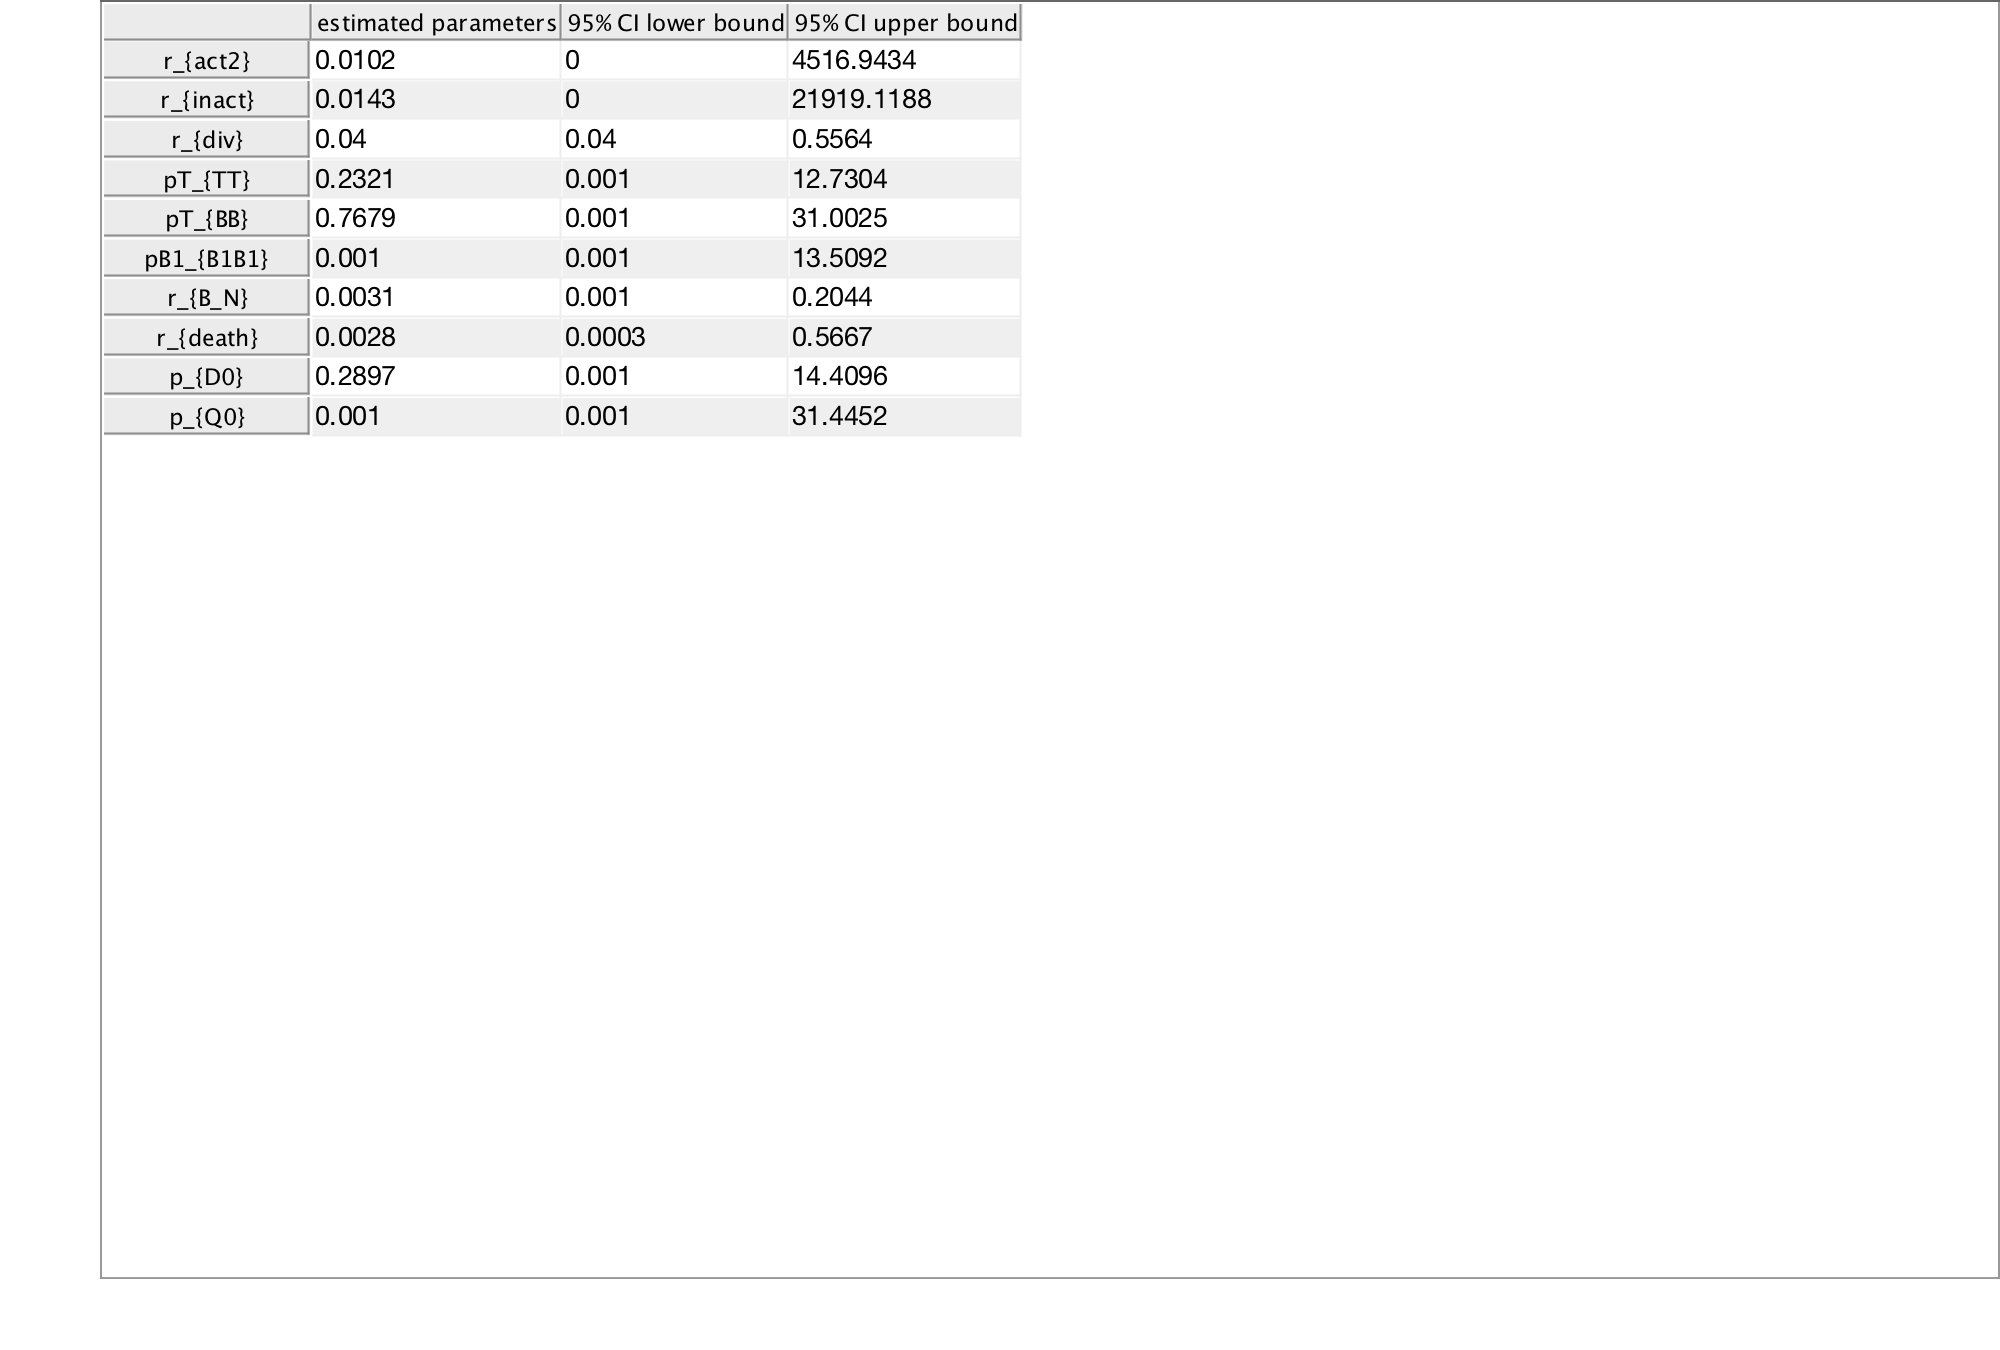 estimated parameters 95% CI lower bound 95% CI upper bound
r_{act2} 0.0102 0 4516.9434
r_{inact} 0.0143 0 21919.1188
r_{div} 0.04 0.04 0.5564
pT_{TT} 0.2321 0.001 12.7304
pT_{BB} 0.7679 0.001 31.0025
pB1_{B1B1} 0.001 0.001 13.5092
r_{B_N} 0.0031 0.001 0.2044
r_{death} 0.0028 0.0003 0.5667
p_{D0} 0.2897 0.001 14.4096
p_{Q0} 0.001 0.001 31.4452